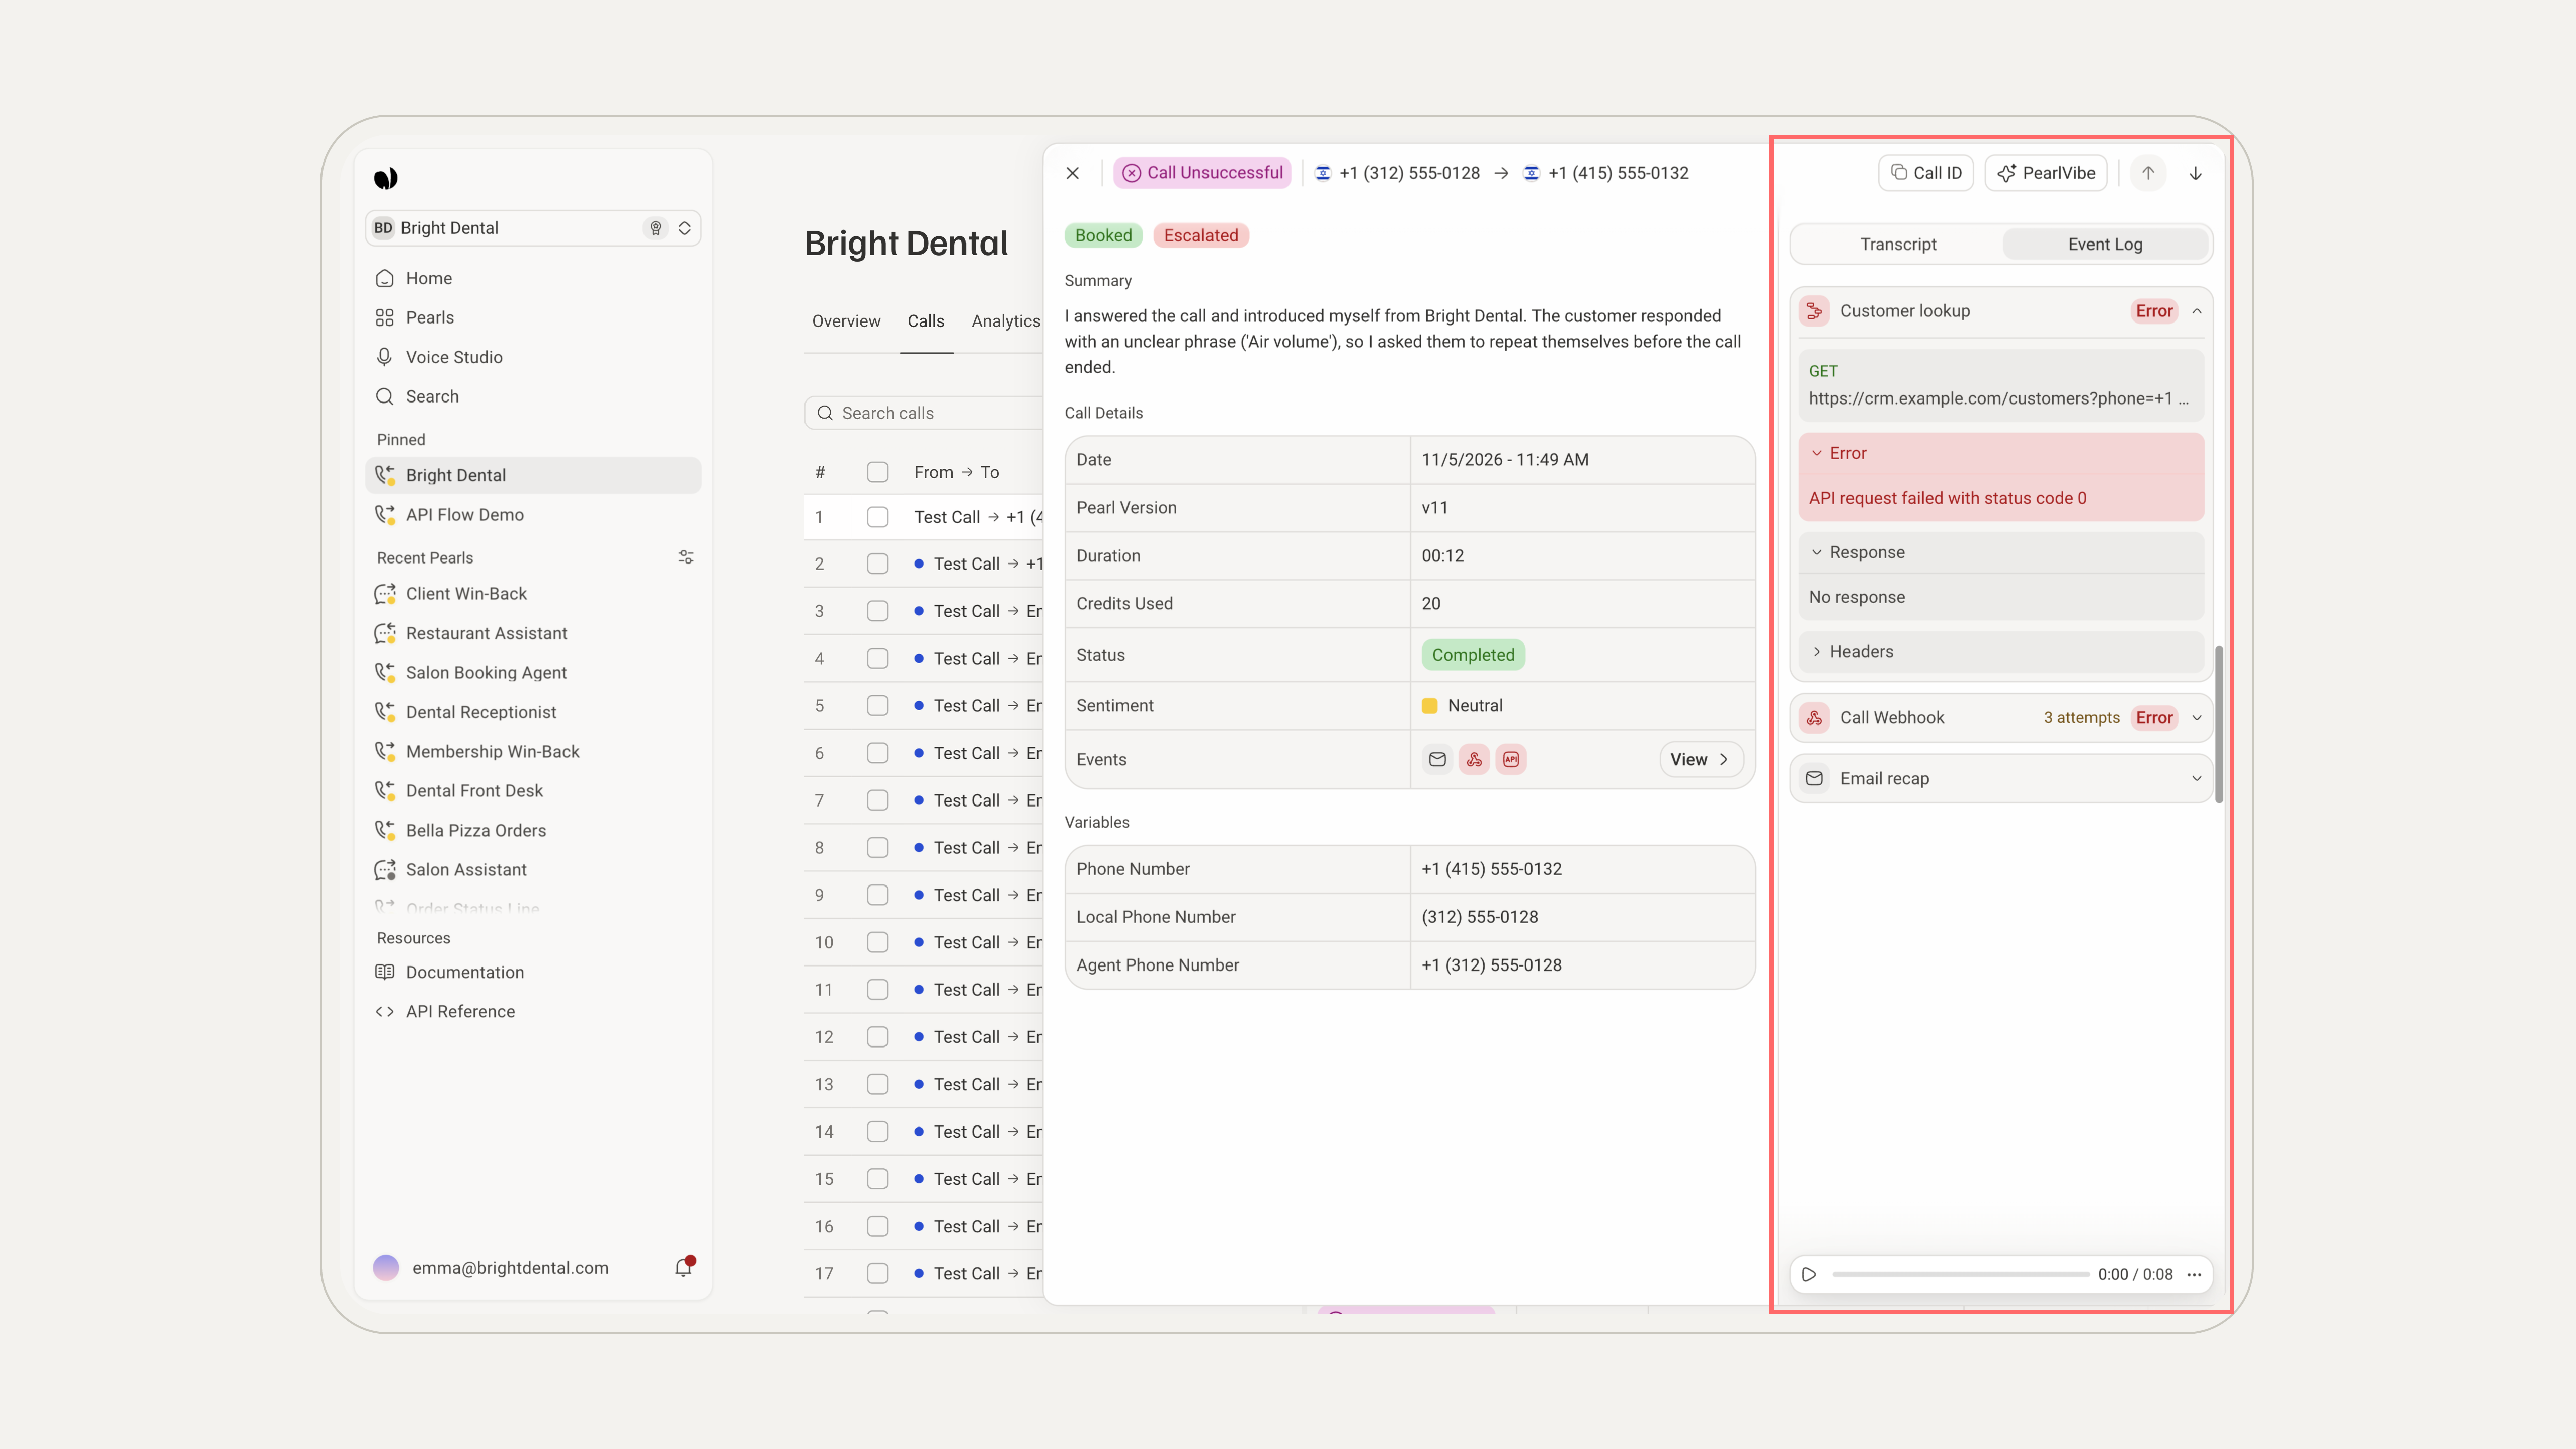 BD Bright Dental
Home
Pearls
Voice Studio
Search
Pinned
Bright Dental
API Flow Demo
Recent Pearls
Client Win-Back
Restaurant Assistant
Salon Booking Agent
Dental Receptionist
Membership Win-Back
Dental Front Desk
Bella Pizza Orders
Salon Assistant
Order Status Line
Resources
Documentation
API Reference
emma@brightdental.com
Bright Dental
Overview Calls Analytics
Search calls
# From → To
1 Test Call → +1 (4
2 Test Call → +1
3 Test Call → Er
4 Test Call → Er
5 Test Call → Er
6 Test Call → Er
7 Test Call → Er
8 Test Call → Er
9 Test Call → Er
10 Test Call → Er
11 Test Call → Er
12 Test Call → Er
13 Test Call → Er
14 Test Call → Er
15 Test Call → Er
16 Test Call → Er
17 Test Call → Er
Call Unsuccessful +1 (312) 555-0128 → +1 (415) 555-0132
Booked Escalated
Summary
I answered the call and introduced myself from Bright Dental. The customer responded
with an unclear phrase ('Air volume'), so I asked them to repeat themselves before the call
ended.
Call Details
Date 11/5/2026 - 11:49 AM
Pearl Version v11
Duration 00:12
Credits Used 20
Status Completed
Sentiment Neutral
Events API View
Variables
Phone Number +1 (415) 555-0132
Local Phone Number (312) 555-0128
Agent Phone Number +1 (312) 555-0128
Call ID PearlVibe
Transcript Event Log
Customer lookup Error
GET
https://crm.example.com/customers?phone=+1 ...
Error
API request failed with status code 0
Response
No response
Headers
Call Webhook 3 attempts Error
Email recap
0:00 / 0:08